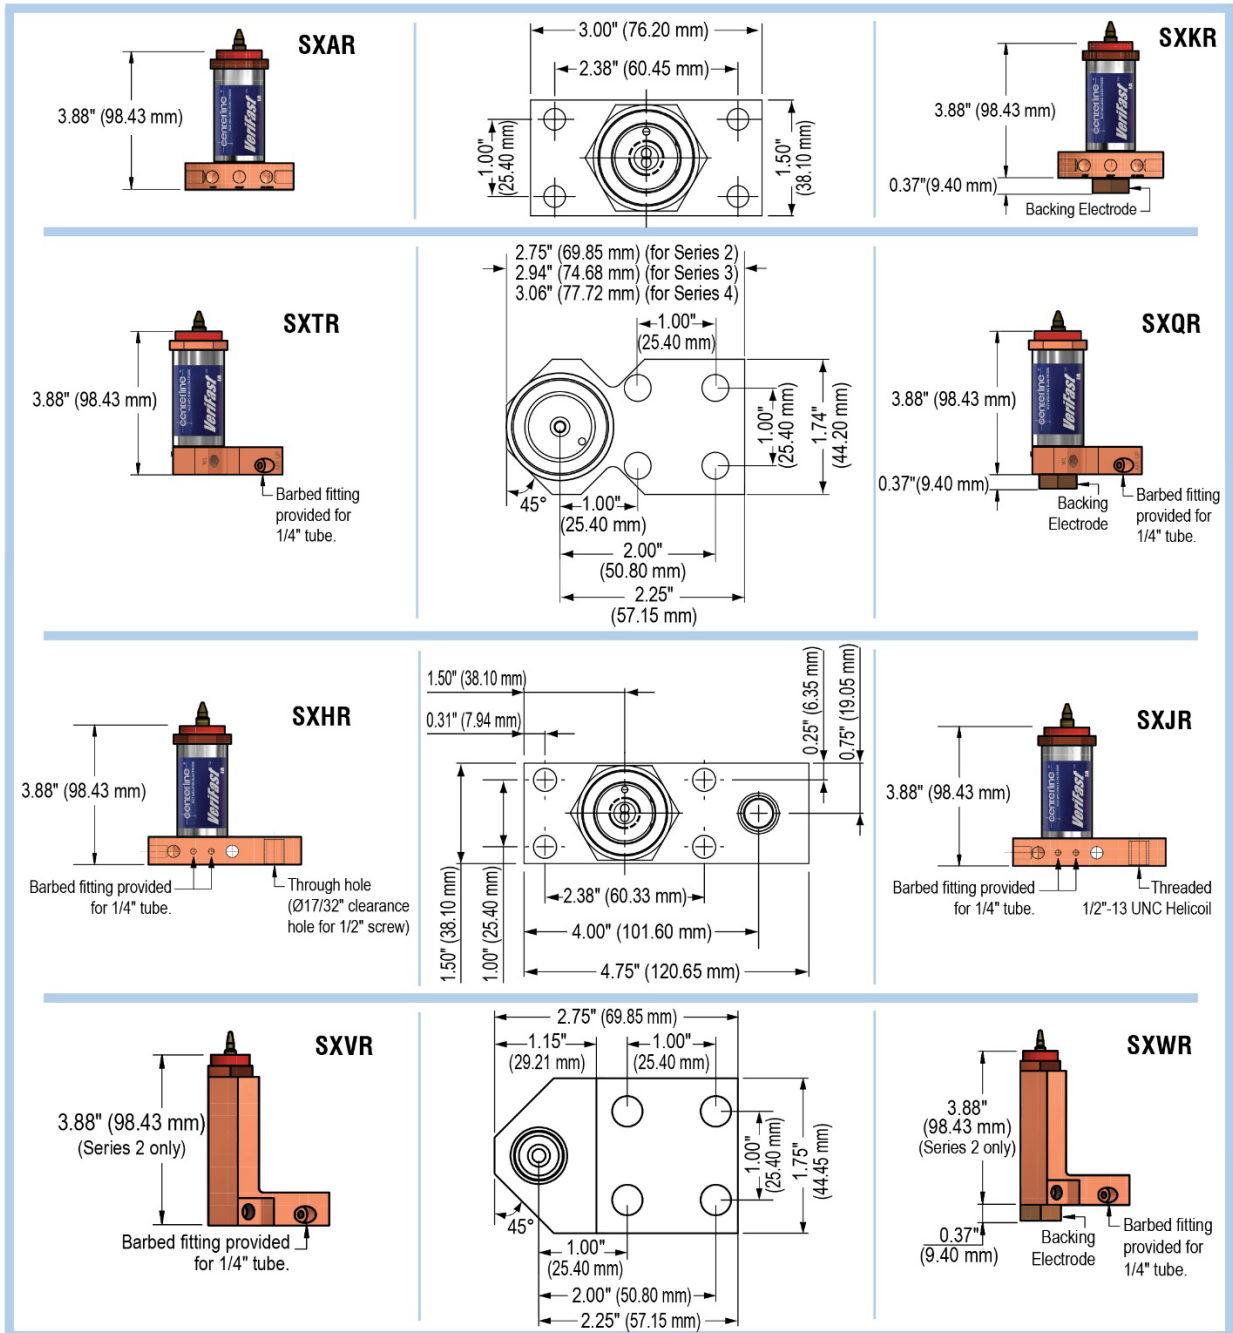 SXAR
3.88" (98.43 mm)
centerline
VeriFast
3.00" (76.20 mm)
2.38" (60.45 mm)
1.00"
(25.40 mm)
1.50"
(38.10 mm)
SXKR
3.88" (98.43 mm)
centerline
VeriFast
0.37"(9.40 mm)
Backing Electrode
SXTR
3.88" (98.43 mm)
centerline
VeriFast
Barbed fitting
provided for
1/4" tube.
2.75" (69.85 mm) (for Series 2)
2.94" (74.68 mm) (for Series 3)
3.06" (77.72 mm) (for Series 4)
1.00"
(25.40 mm)
1.00"
(25.40 mm)
1.74"
(44.20 mm)
45°
1.00"
(25.40 mm)
2.00"
(50.80 mm)
2.25"
(57.15 mm)
SXQR
3.88" (98.43 mm)
centerline
VeriFast
0.37"(9.40 mm)
Backing
Electrode
Barbed fitting
provided for
1/4" tube.
SXHR
3.88" (98.43 mm)
centerline
VeriFast
Barbed fitting provided
for 1/4" tube.
Through hole
(Ø17/32" clearance
hole for 1/2" screw)
1.50" (38.10 mm)
0.31" (7.94 mm)
0.25" (6.35 mm)
0.75" (19.05 mm)
1.50" (38.10 mm)
1.00" (25.40 mm)
2.38" (60.33 mm)
4.00" (101.60 mm)
4.75" (120.65 mm)
SXJR
3.88" (98.43 mm)
centerline
VeriFast
Barbed fitting provided
for 1/4" tube.
Threaded
1/2"-13 UNC Helicoil
SXVR
3.88" (98.43 mm)
(Series 2 only)
Barbed fitting provided
for 1/4" tube.
2.75" (69.85 mm)
1.15"
(29.21 mm)
1.00"
(25.40 mm)
1.00"
(25.40 mm)
1.75"
(44.45 mm)
45°
1.00"
(25.40 mm)
2.00" (50.80 mm)
2.25" (57.15 mm)
SXWR
3.88"
(98.43 mm)
(Series 2 only)
0.37"
(9.40 mm)
Backing
Electrode
Barbed fitting
provided for
1/4" tube.